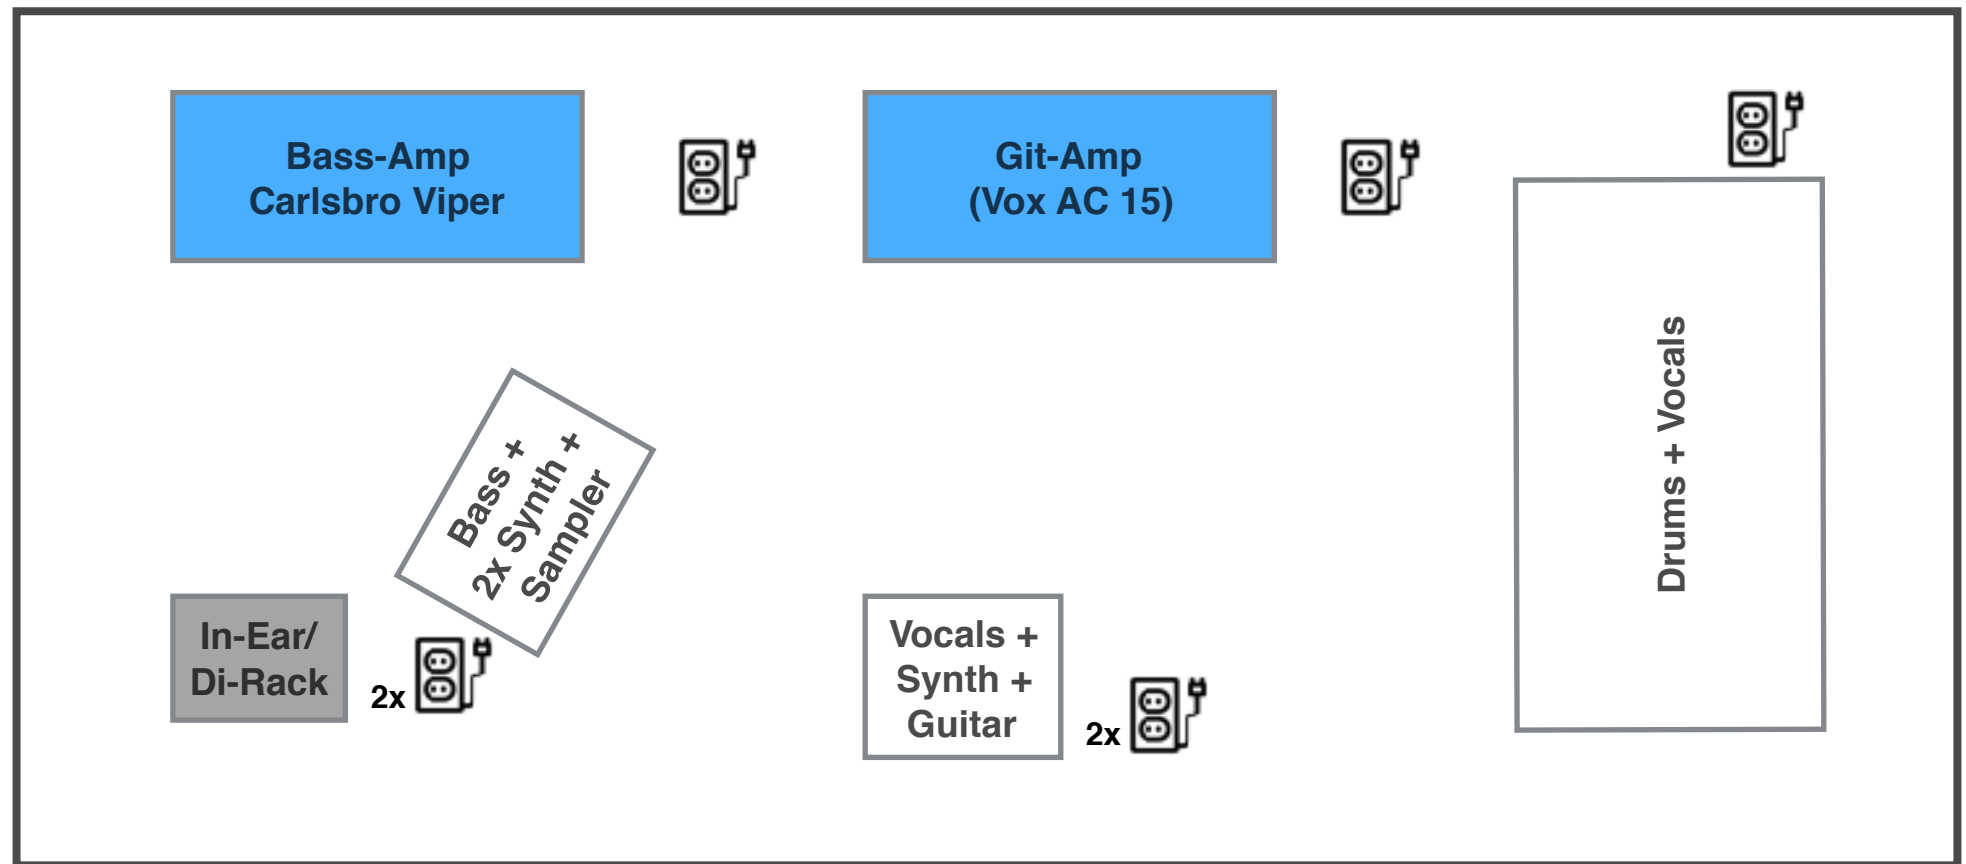 Bass-Amp
Carlsbro Viper
Git-Amp
(Vox AC 15)
Drums + Vocals
Bass +
2x Synth +
Sampler
In-Ear/
Di-Rack
2x
Vocals +
Synth +
Guitar
2x